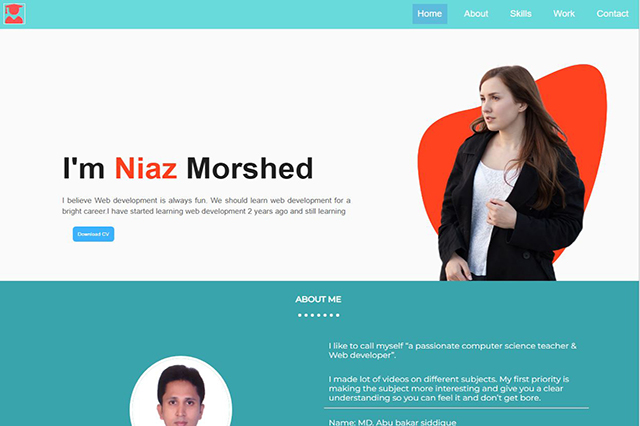 Home About Skills Work Contact
I'm Niaz Morshed
I believe Web development is always fun. We should learn web development for a
bright career.I have started learning web development 2 years ago and still learning
Download CV
ABOUT ME
I like to call myself "a passionate computer science teacher &
Web developer".
I made lot of videos on different subjects. My first priority is
making the subject more interesting and give you a clear
understanding so you can feel it and don't get bore.
Name: MD. Abu bakar siddique